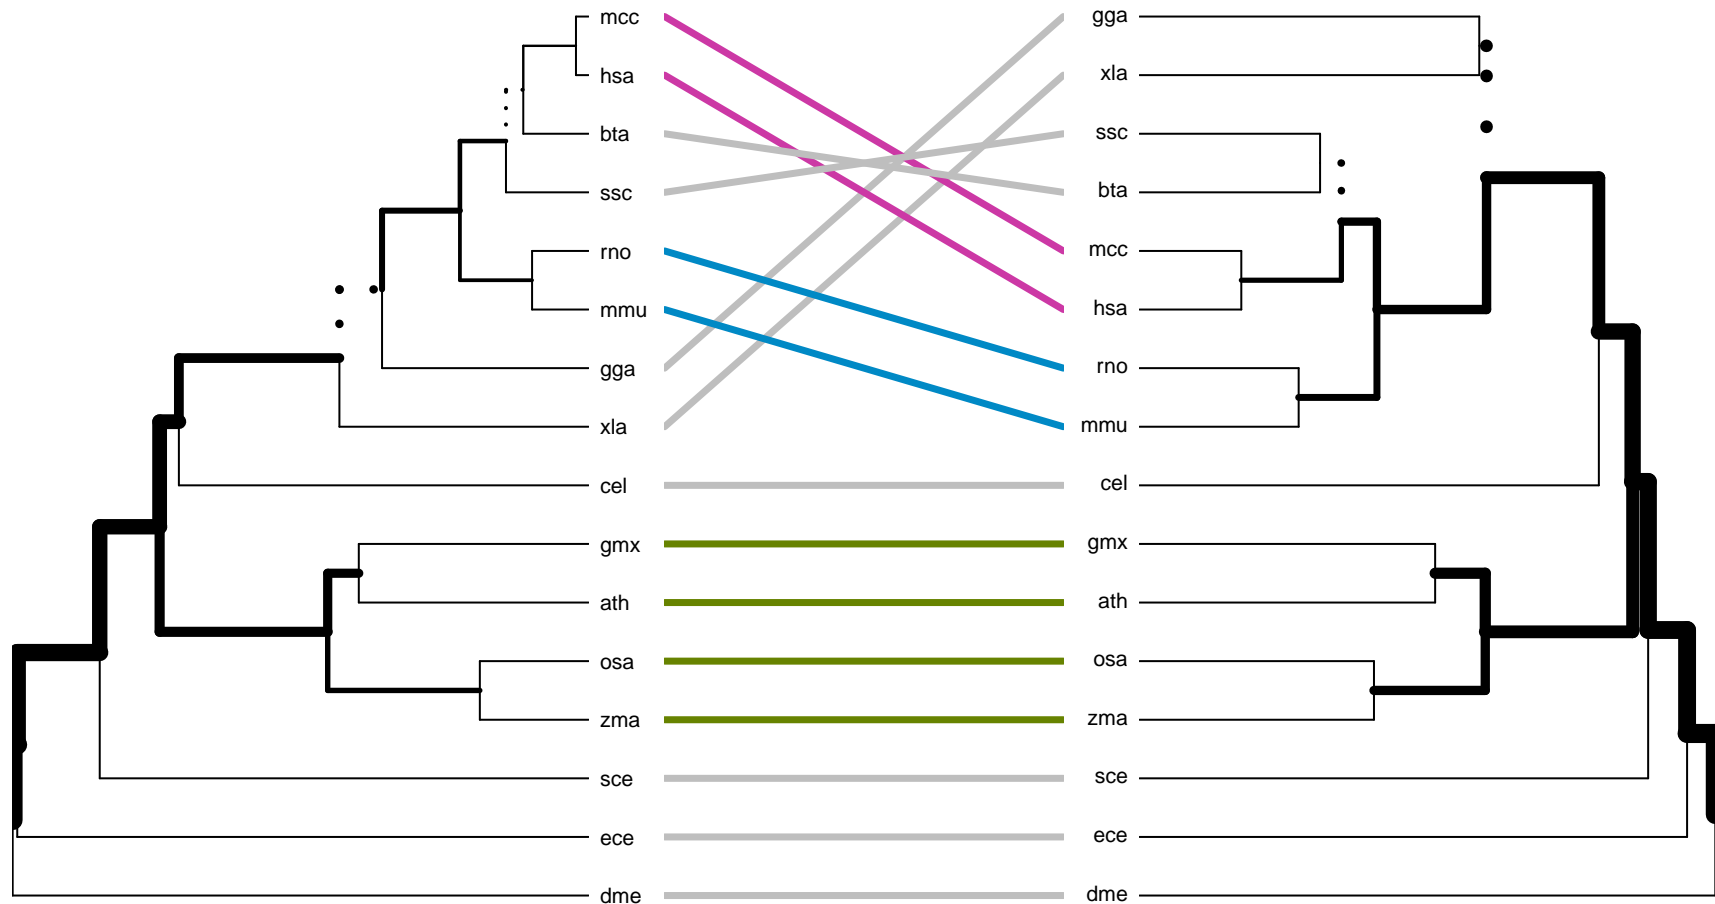 mcc gga
hsa xla
bta ssc
ssc bta
rno mcc
mmu hsa
gga rno
xla mmu
cel cel
gmx gmx
ath ath
osa osa
zma zma
sce sce
ece ece
dme dme